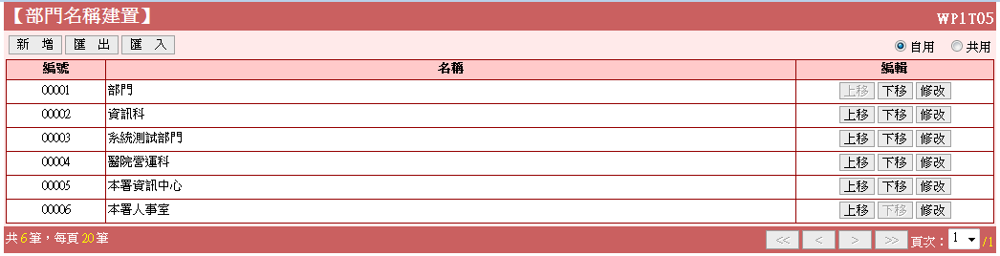 【部門名稱建置】 WP1T05
新 增 匯 出 匯 入 自用 共用
編號 名稱 編輯
00001 部門 上移 下移 修改
00002 資訊科 上移 下移 修改
00003 系統測試部門 上移 下移 修改
00004 醫院營運科 上移 下移 修改
00005 本署資訊中心 上移 下移 修改
00006 本署人事室 上移 下移 修改
共 6 筆，每頁 20 筆 << < > >> 頁次： 1 /1